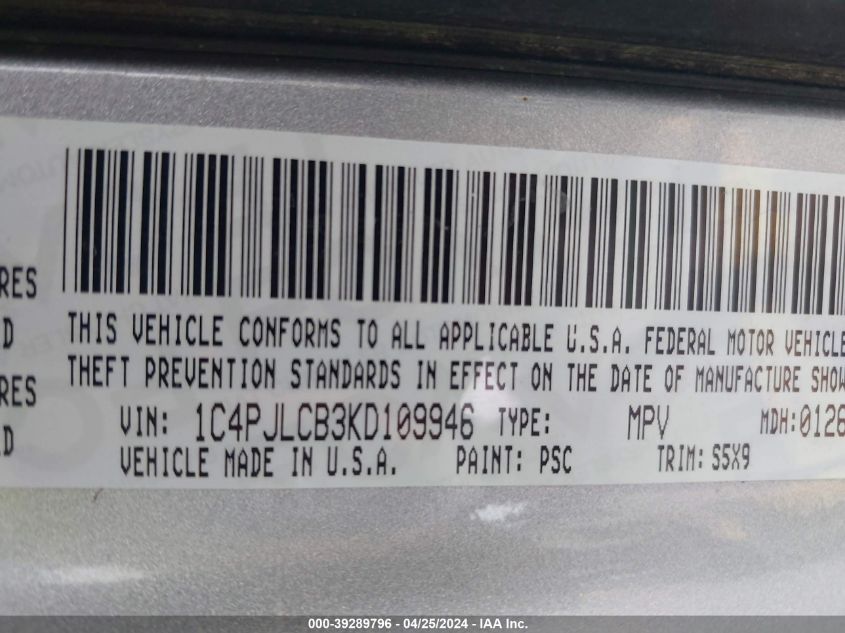 RES
D
RES
D
THIS VEHICLE CONFORMS TO ALL APPLICABLE U.S.A. FEDERAL MOTOR VEHICLE
THEFT PREVENTION STANDARDS IN EFFECT ON THE DATE OF MANUFACTURE SHOW
VIN: 1C4PJLCB3KD109946 TYPE: MPV MDH:0126
VEHICLE MADE IN U.S.A. PAINT: PSC TRIM: S5X9
000-39289796 - 04/25/2024 - IAA Inc.